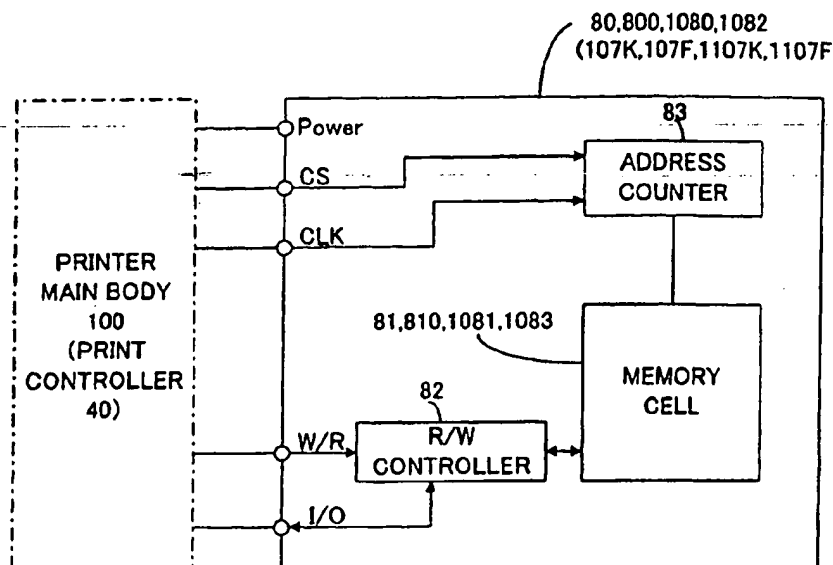 80,800,1080,1082
(107K,107F,1107K,1107F
Power
83
CS
ADDRESS
COUNTER
CLK
PRINTER
MAIN BODY
100
(PRINT
CONTROLLER
40)
81,810,1081,1083
MEMORY
CELL
82
W/R
R/W
CONTROLLER
I/O